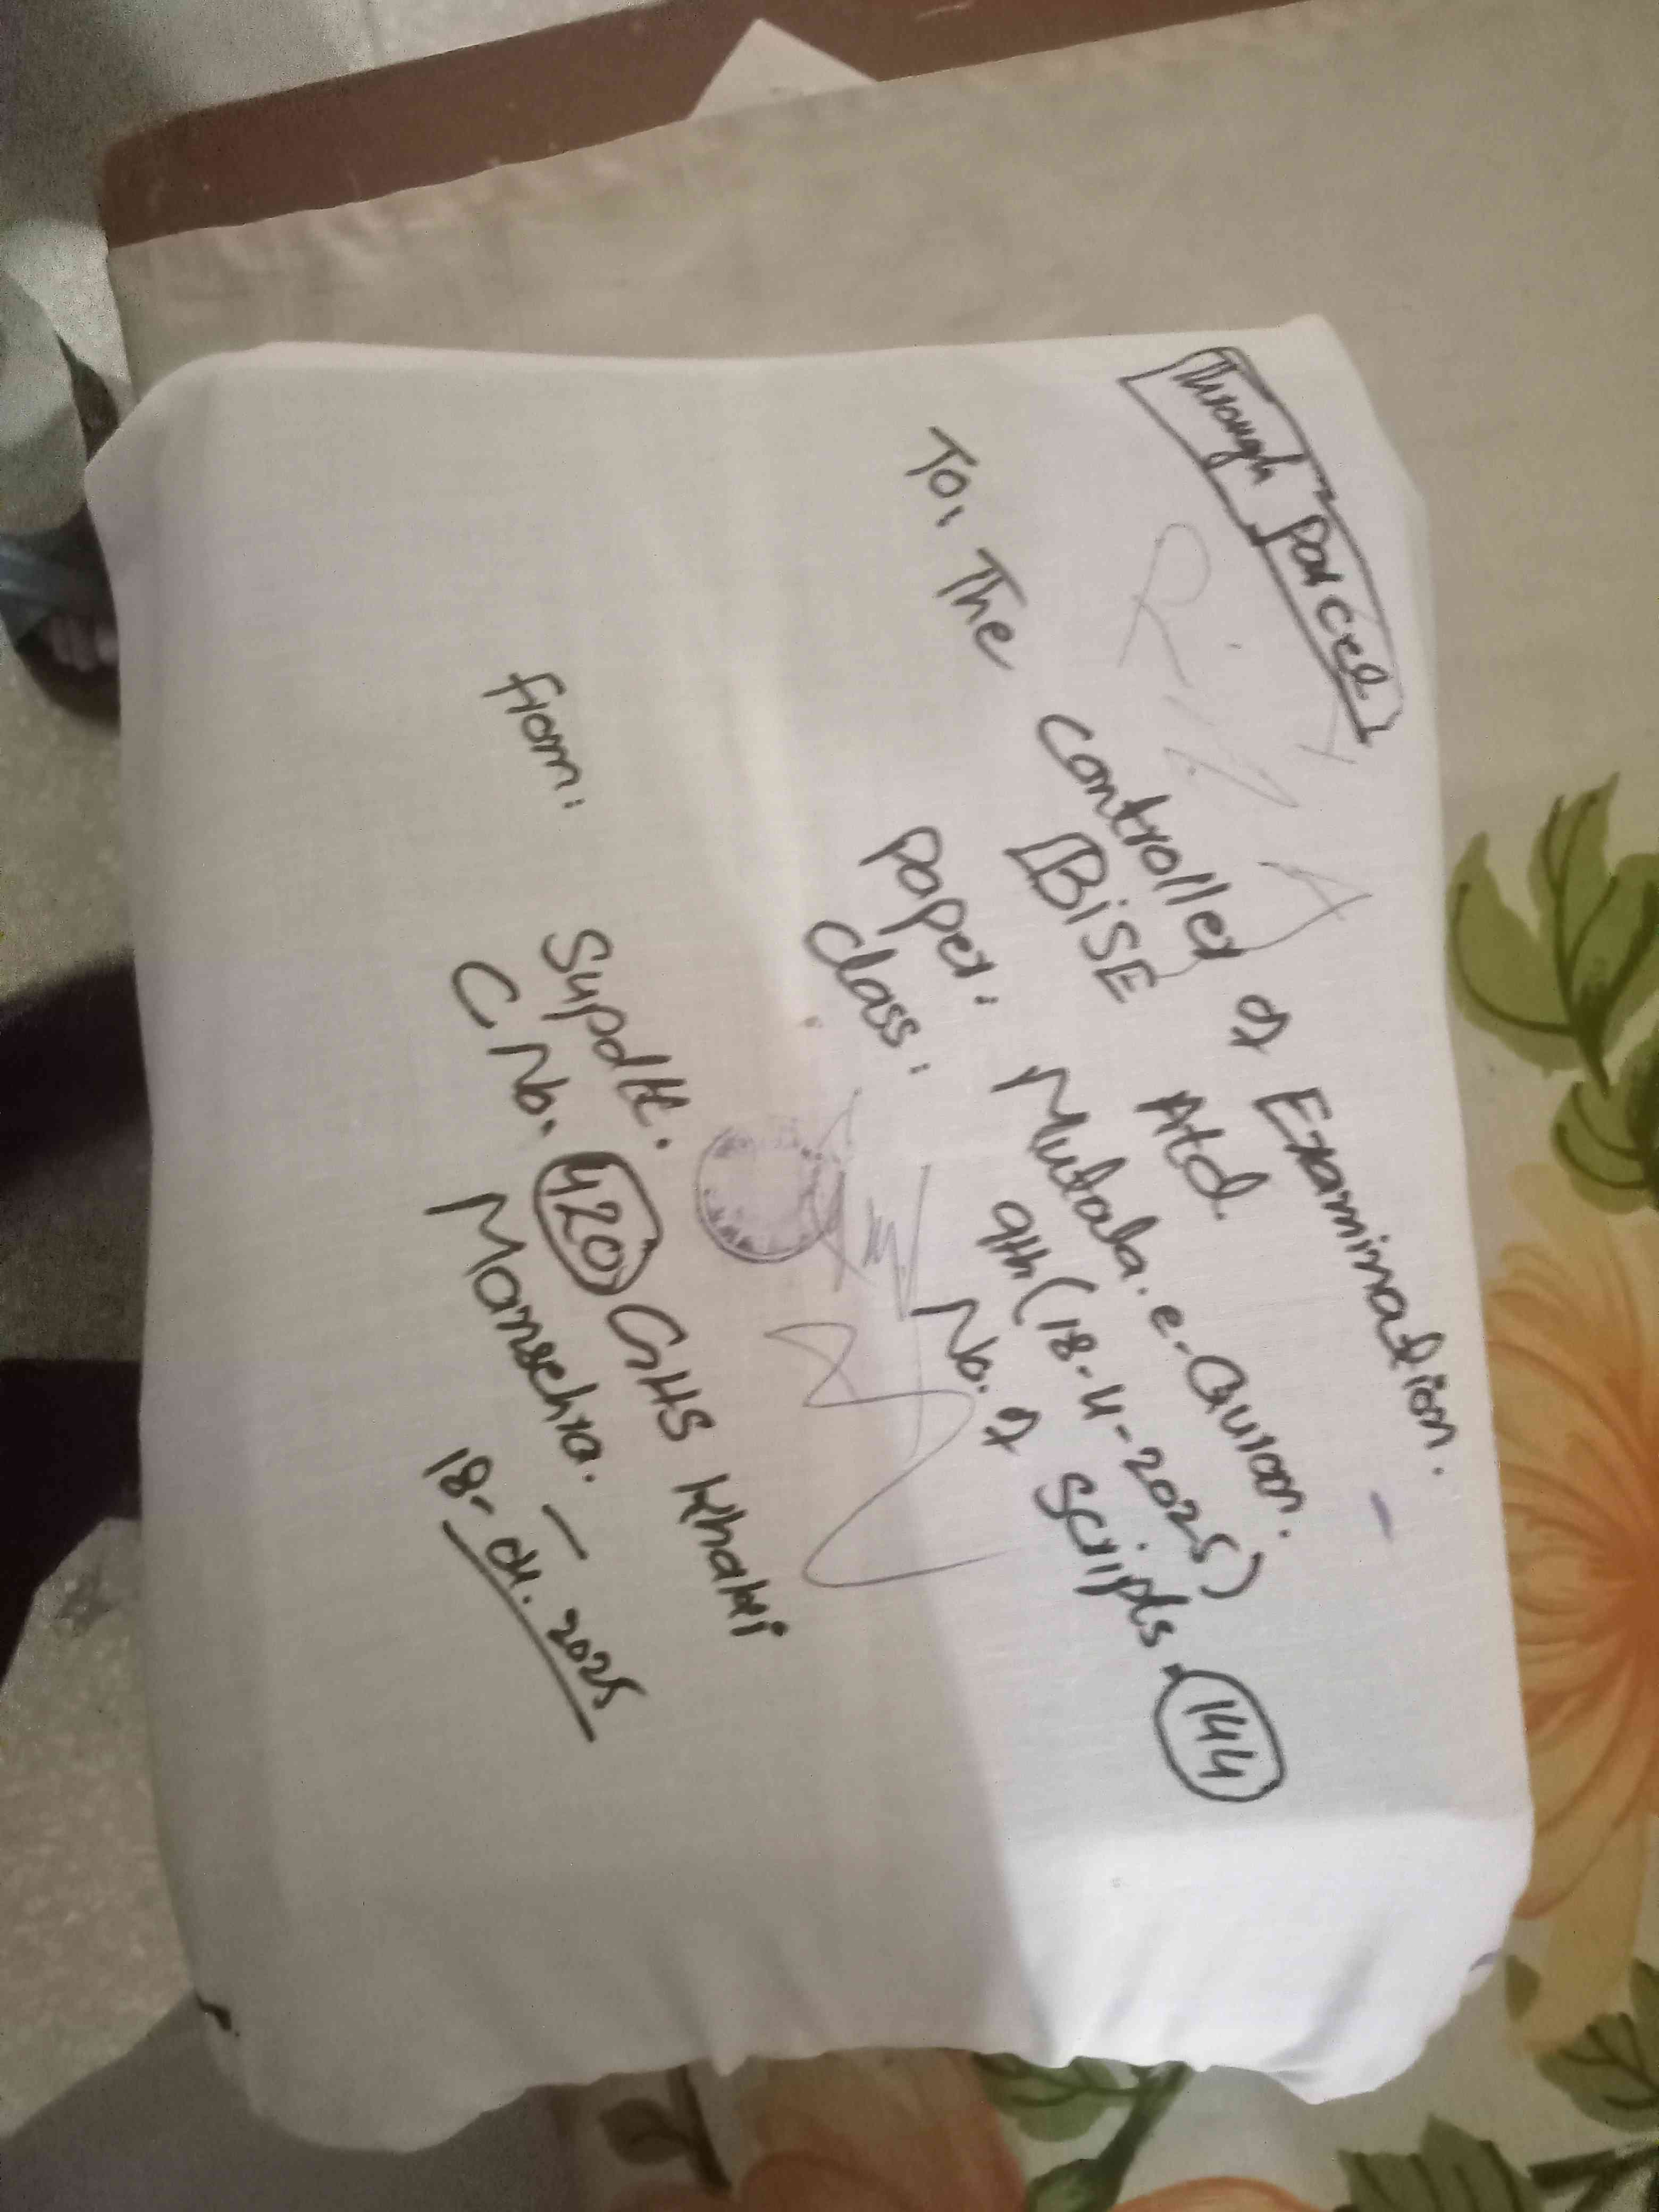 Through Parcel
To, The Controller of Examination.
BiSE Atd.
Paper: Mutala.e-Quran.
Class: 9th (18-4-2025)
No. of Scripts. 144
From: Supdtt.
C.No. 420 GHS Khaki
Mansehra. —
18-04.2025